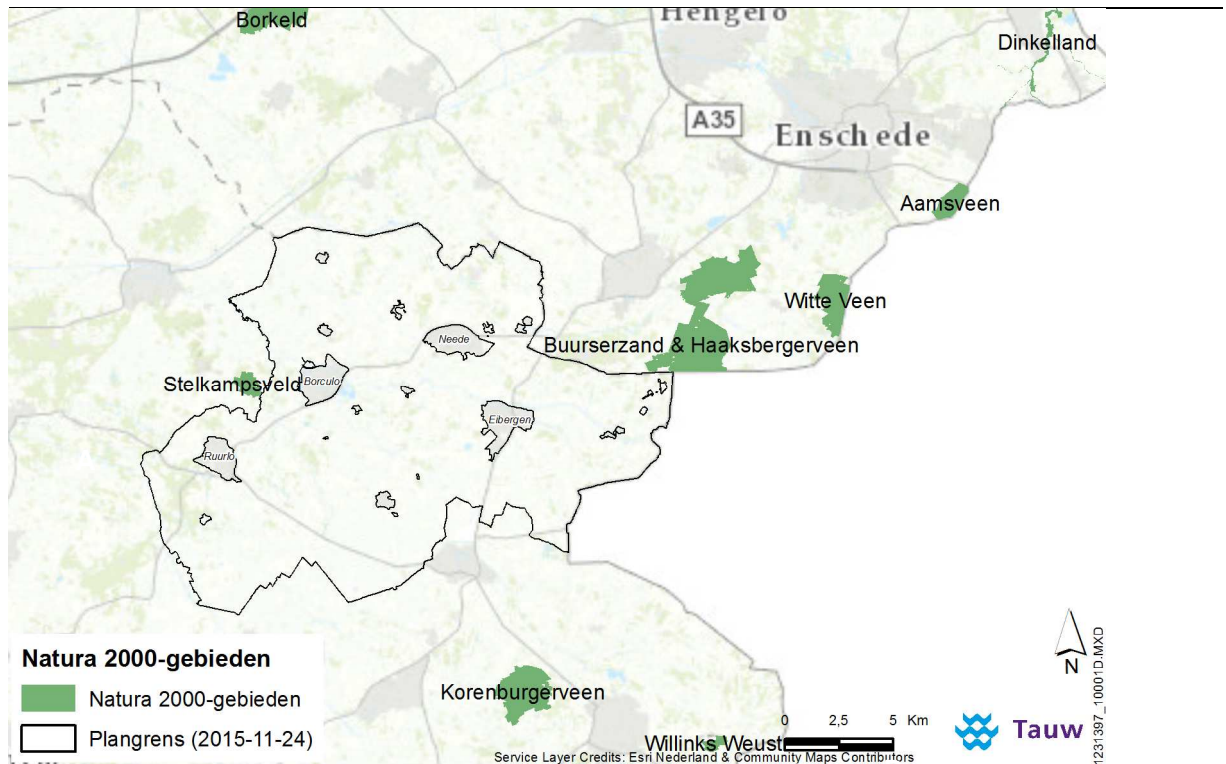 Borkeld
Hengelo
Dinkelland
A35
Enschede
Aamsveen
Witte Veen
Neede
Buurserzand & Haaksbergerveen
Stelkampsveld
Borculo
Eibergen
Ruurlo
Natura 2000-gebieden
Natura 2000-gebieden
Plangrens (2015-11-24)
Korenburgerveen
Willinks Weust
0 2,5 5 Km
Service Layer Credits: Esri Nederland & Community Maps Contributors
N
Tauw
1231397_10001D.MXD